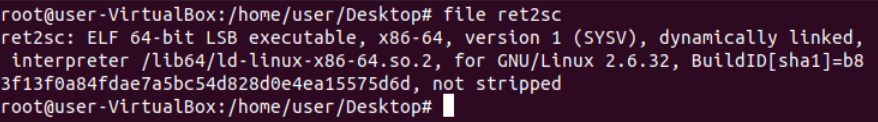 root@user-VirtualBox:/home/user/Desktop# file ret2sc
ret2sc: ELF 64-bit LSB executable, x86-64, version 1 (SYSV), dynamically linked,
 interpreter /lib64/ld-linux-x86-64.so.2, for GNU/Linux 2.6.32, BuildID[sha1]=b8
3f13f0a84fdae7a5bc54d828d0e4ea15575d6d, not stripped
root@user-VirtualBox:/home/user/Desktop#